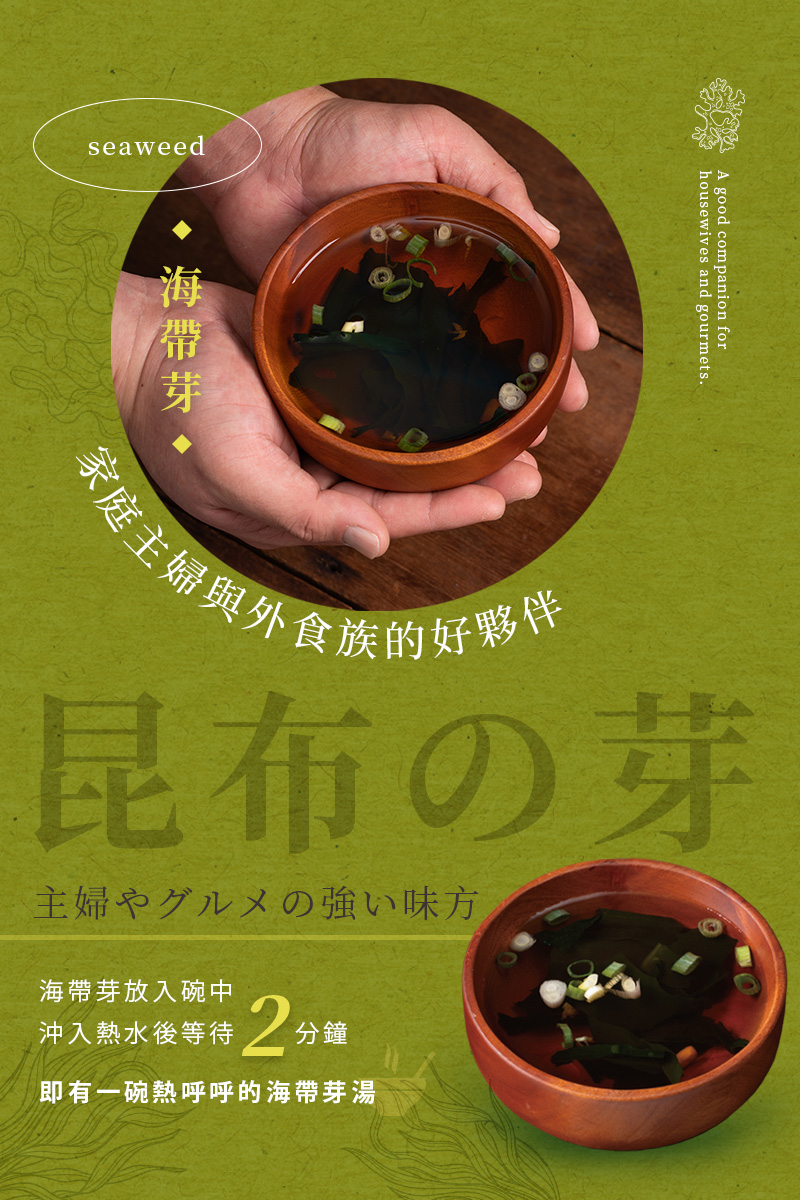 seaweed
A good companion for
housewives and gourmets.
海帶芽
家庭主婦與外食族的好夥伴
昆布の芽
主婦やグルメの強い味方
海帶芽放入碗中
沖入熱水後等待2分鐘
即有一碗熱呼呼的海帶芽湯